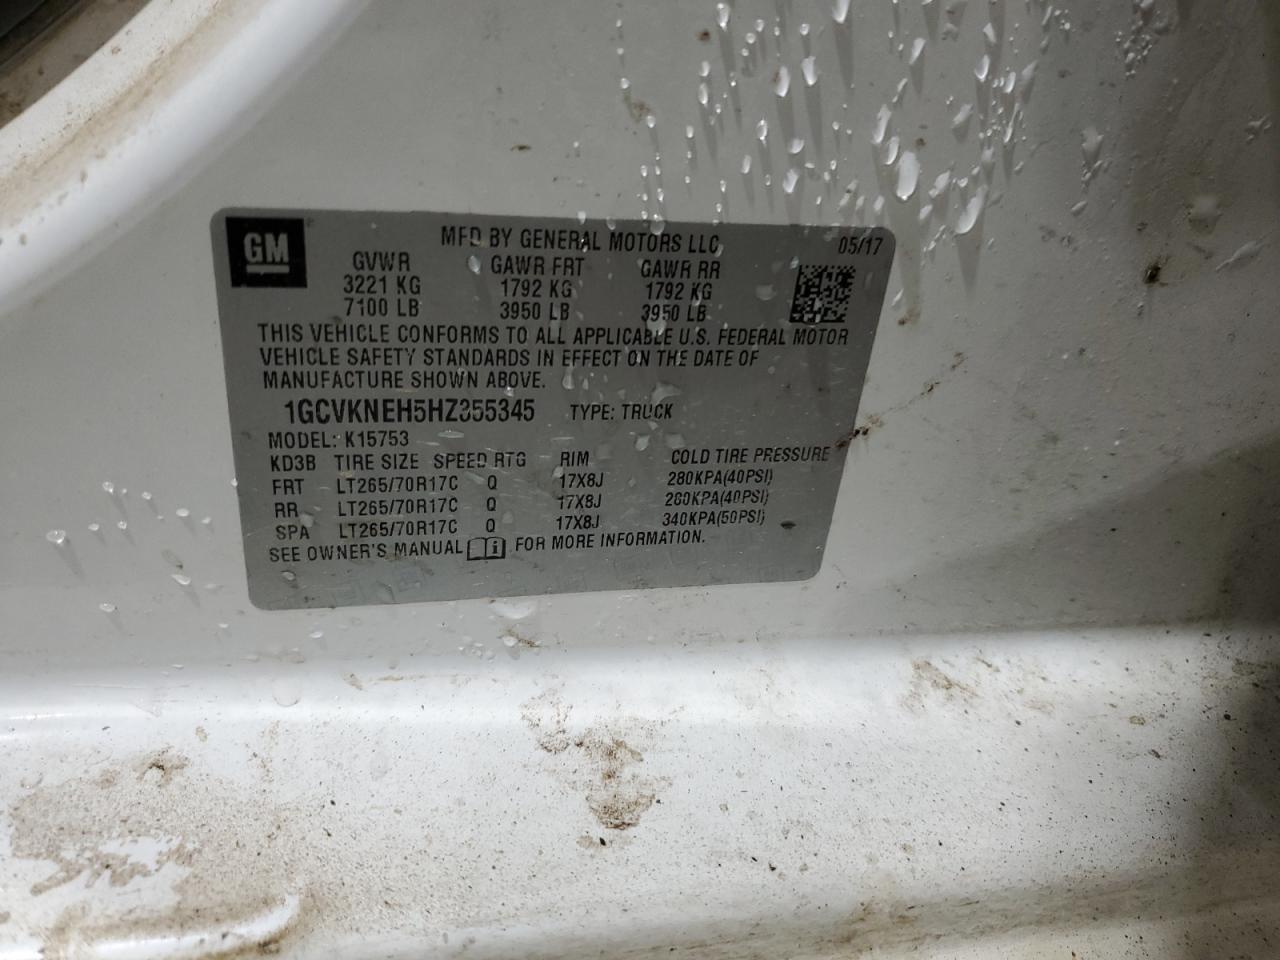 GM
MFD BY GENERAL MOTORS LLC 05/17
GVWR GAWR FRT GAWR RR
3221 KG 1792 KG 1792 KG
7100 LB 3950 LB 3950 LB
THIS VEHICLE CONFORMS TO ALL APPLICABLE U.S. FEDERAL MOTOR
VEHICLE SAFETY STANDARDS IN EFFECT ON THE DATE OF
MANUFACTURE SHOWN ABOVE.
1GCVKNEH5HZ355345 TYPE: TRUCK
MODEL: K15753
KD3B TIRE SIZE SPEED RTG RIM COLD TIRE PRESSURE
FRT LT265/70R17C Q 17X8J 280KPA(40PSI)
RR LT265/70R17C Q 17X8J 280KPA(40PSI)
SPA LT265/70R17C Q 17X8J 340KPA(50PSI)
SEE OWNER'S MANUAL i FOR MORE INFORMATION.